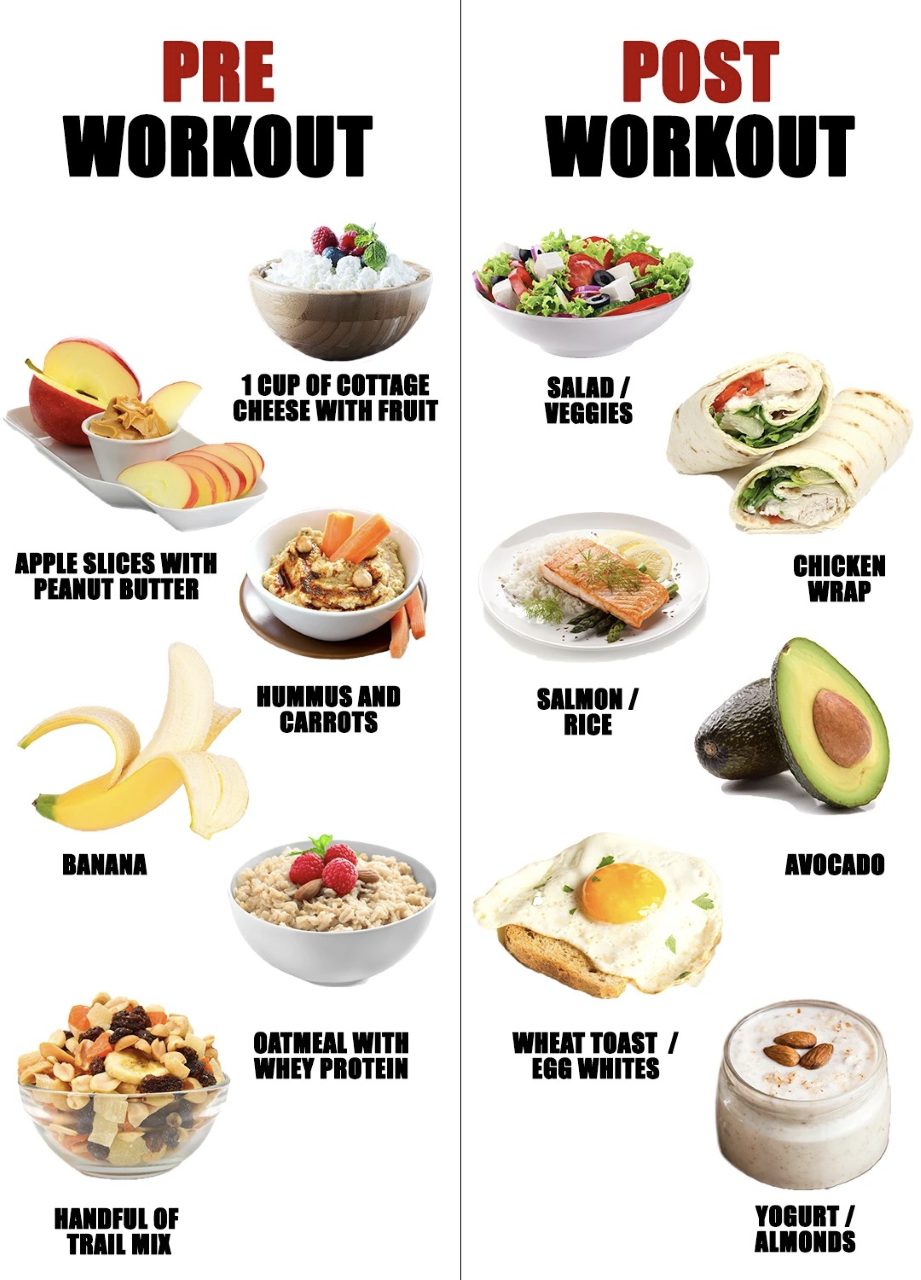 PRE
WORKOUT
1 CUP OF COTTAGE
CHEESE WITH FRUIT
APPLE SLICES WITH
PEANUT BUTTER
HUMMUS AND
CARROTS
BANANA
OATMEAL WITH
WHEY PROTEIN
HANDFUL OF
TRAIL MIX
POST
WORKOUT
SALAD /
VEGGIES
CHICKEN
WRAP
SALMON /
RICE
AVOCADO
WHEAT TOAST /
EGG WHITES
YOGURT /
ALMONDS